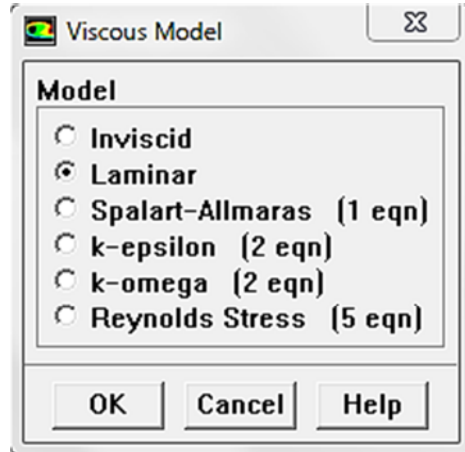 Viscous Model
Model
Inviscid
Laminar
Spalart-Allmaras (1 eqn)
k-epsilon (2 eqn)
k-omega (2 eqn)
Reynolds Stress (5 eqn)
OK Cancel Help